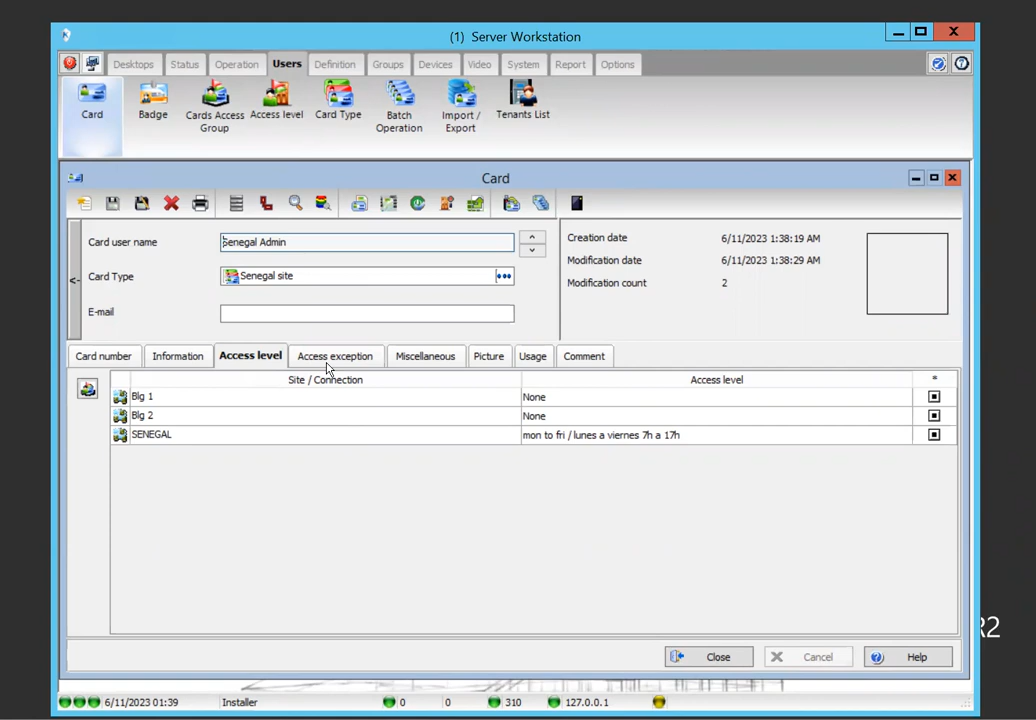 (1) Server Workstation
Desktops Status Operation Users Definition Groups Devices Video System Report Options
Card Badge Cards Access Group Access level Card Type Batch Operation Import / Export Tenants List
Card
Card user name Senegal Admin
Card Type Senegal site
E-mail
Creation date 6/11/2023 1:38:19 AM
Modification date 6/11/2023 1:38:29 AM
Modification count 2
<-
Card number Information Access level Access exception Miscellaneous Picture Usage Comment
Site / Connection Access level *
Blg 1 None
Blg 2 None
SENEGAL mon to fri / lunes a viernes 7h a 17h
R2
Close Cancel Help
6/11/2023 01:39 Installer 0 0 310 127.0.0.1